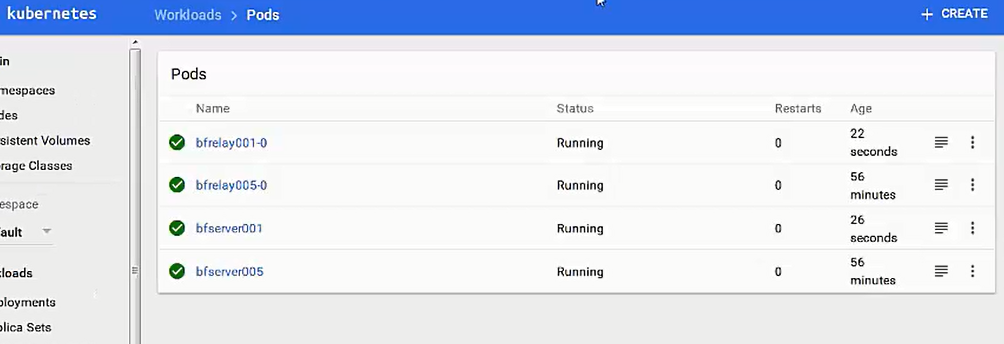 kubernetes
Workloads > Pods
+ CREATE
in
mespaces
des
rsistent Volumes
rage Classes
espace
ault
kloads
ployments
plica Sets
Pods
Name Status Restarts Age
bfrelay001-0 Running 0 22
seconds
bfrelay005-0 Running 0 56
minutes
bfserver001 Running 0 26
seconds
bfserver005 Running 0 56
minutes